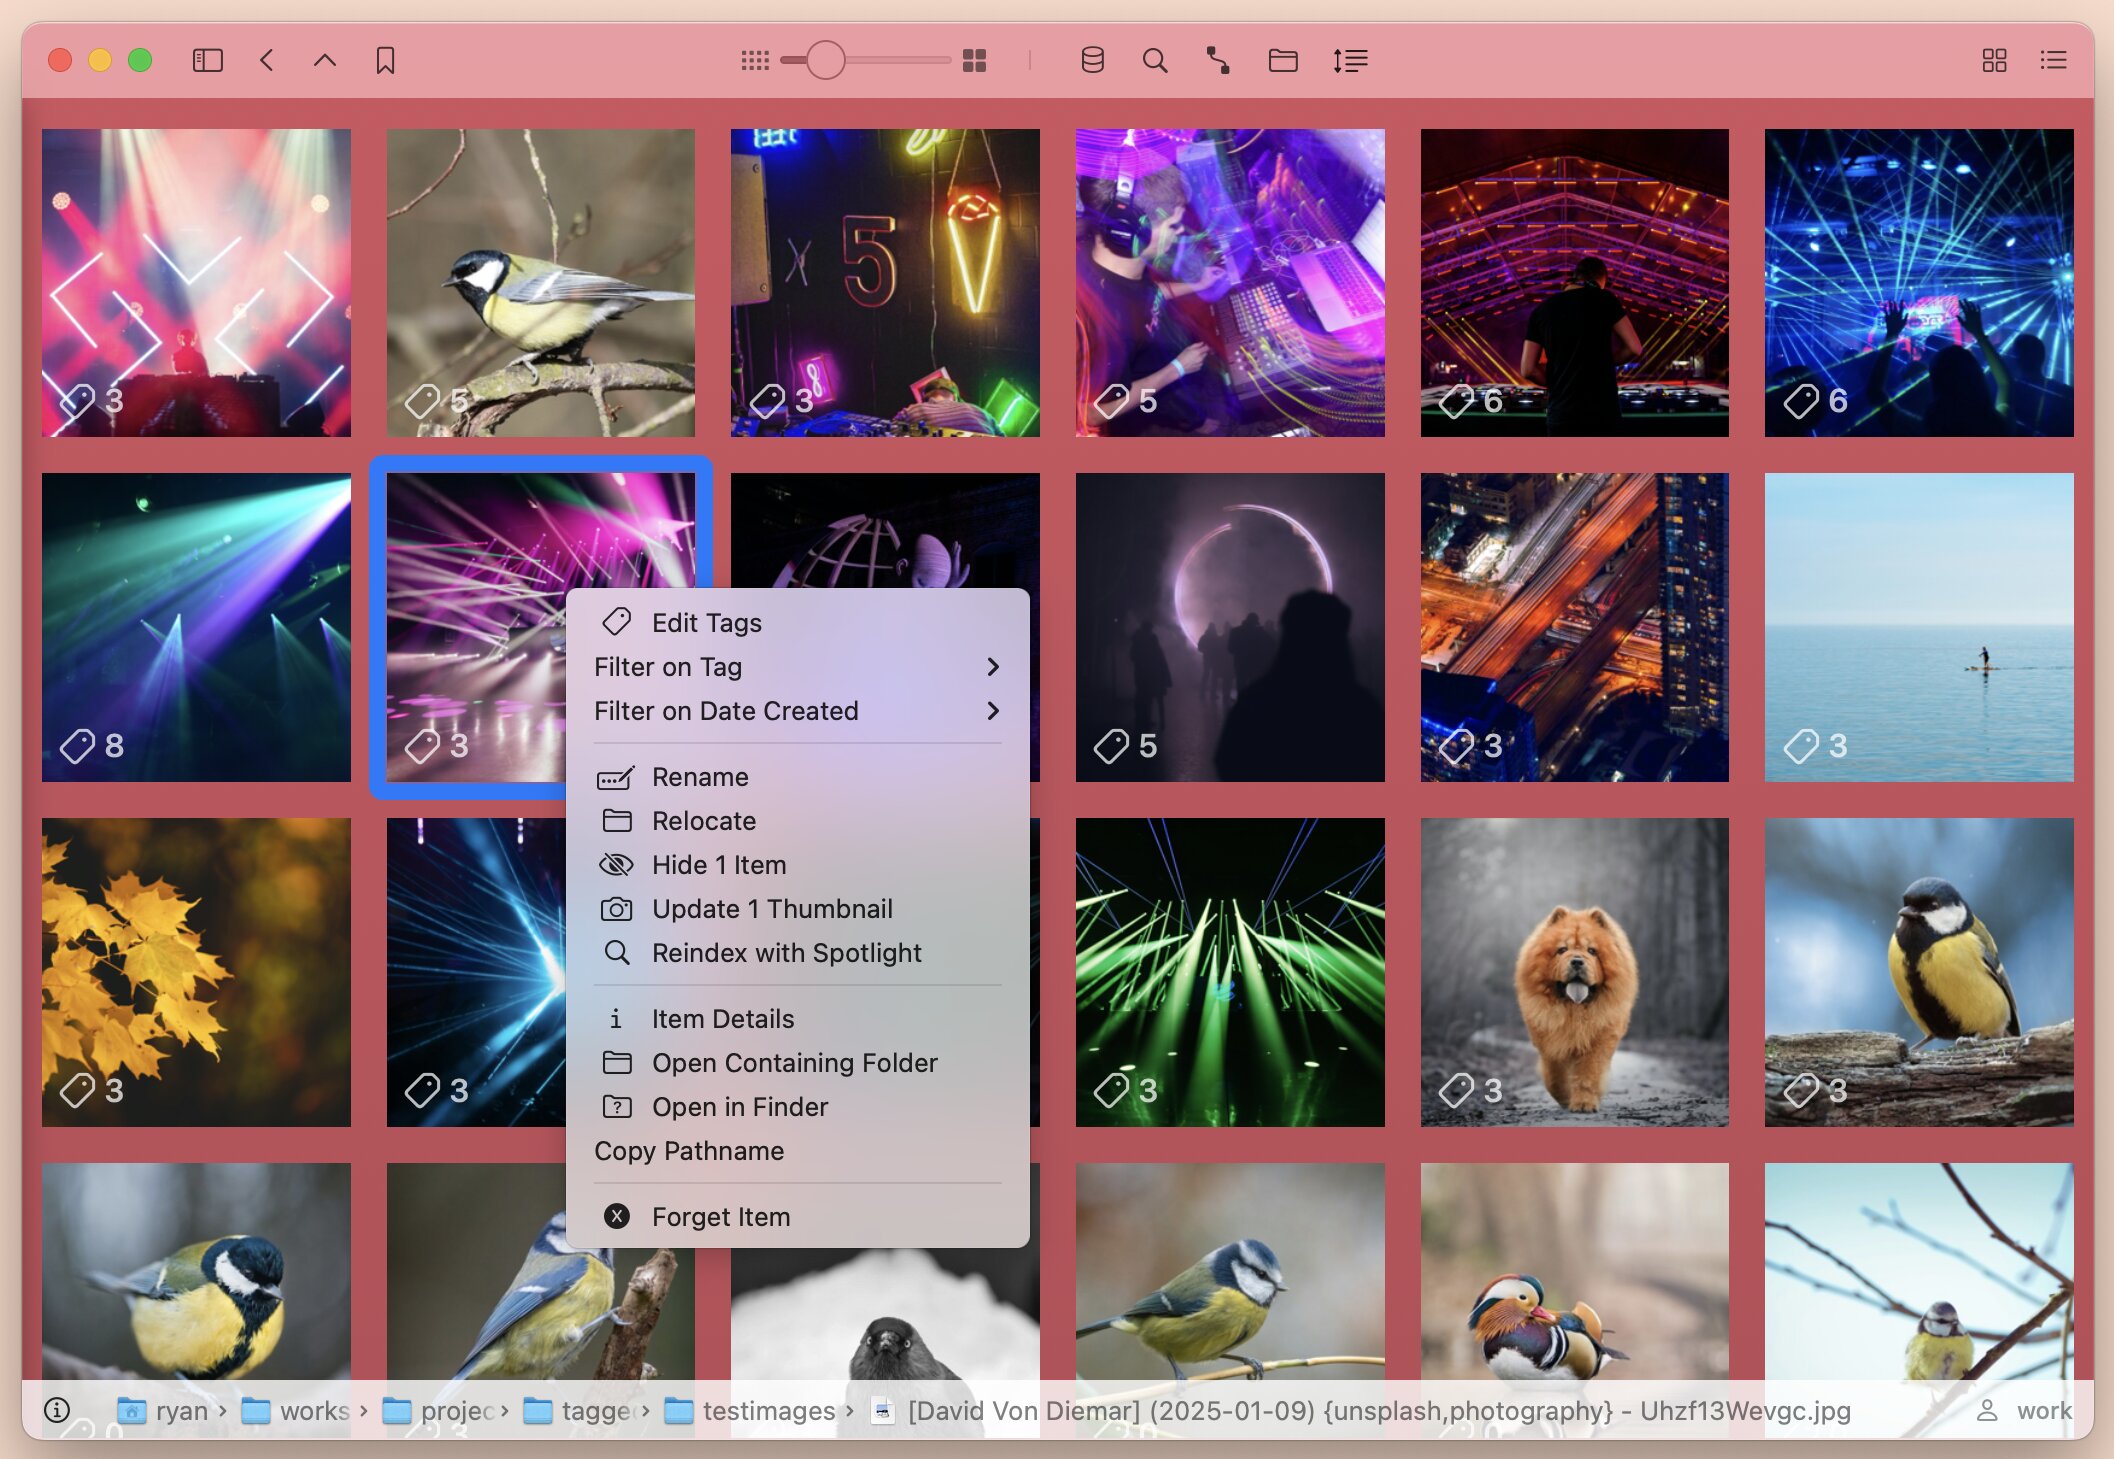 3
5
x 5
8
3
5
6
6
8
3
5
3
3
Edit Tags
Filter on Tag
Filter on Date Created
Rename
Relocate
Hide 1 Item
Update 1 Thumbnail
Reindex with Spotlight
Item Details
Open Containing Folder
Open in Finder
Copy Pathname
Forget Item
3
3
3
3
3
ryan › works › projec › tagge › testimages › [David Von Diemar] (2025-01-09) {unsplash,photography} - Uhzf13Wevgc.jpg work